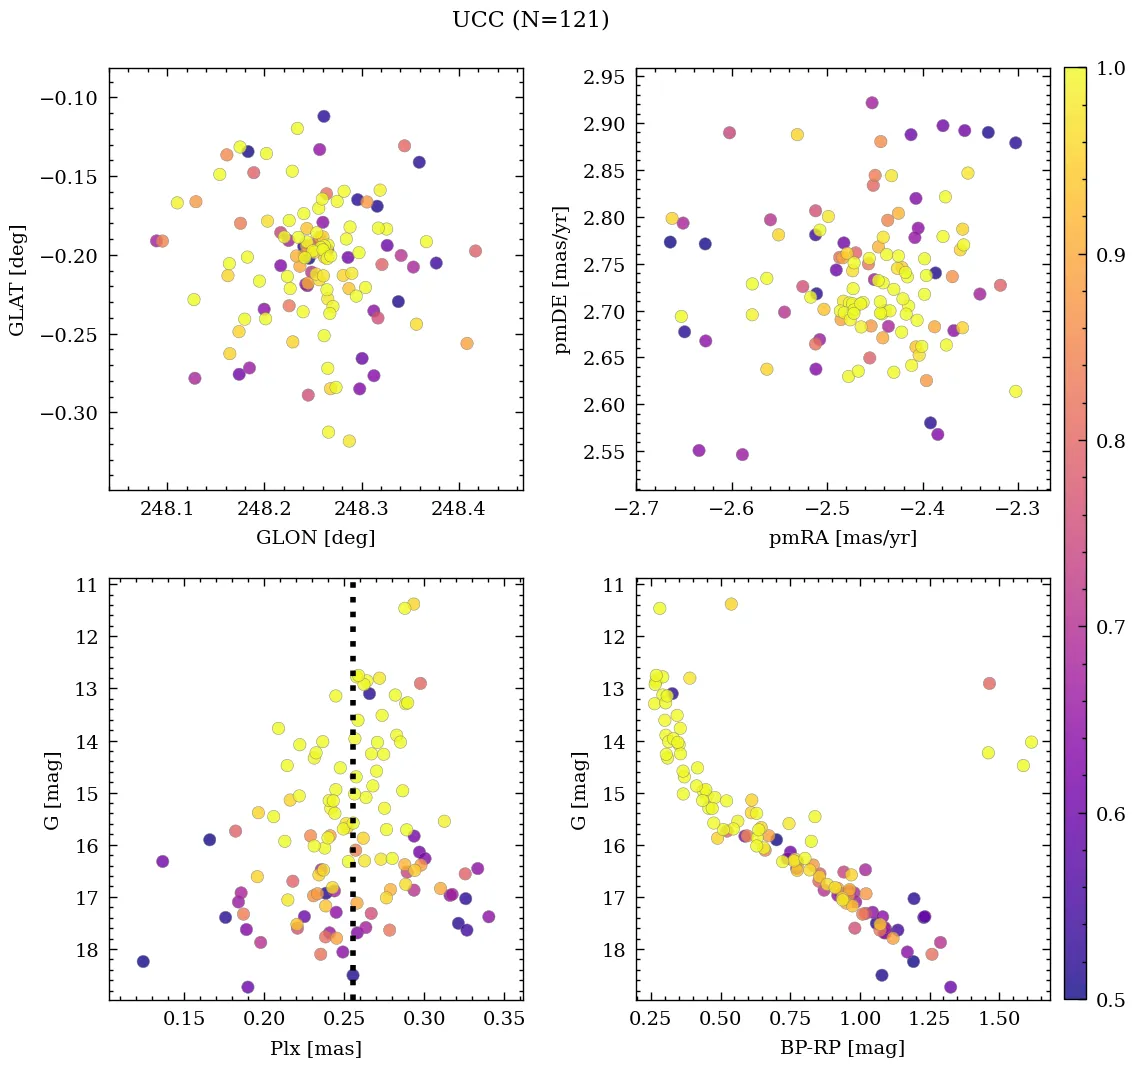 UCC (N=121)
−0.10
−0.15
−0.20
−0.25
−0.30
GLAT [deg]
248.1 248.2 248.3 248.4
GLON [deg]
2.95
2.90
2.85
2.80
2.75
2.70
2.65
2.60
2.55
pmDE [mas/yr]
−2.7 −2.6 −2.5 −2.4 −2.3
pmRA [mas/yr]
11
12
13
14
15
16
17
18
G [mag]
0.15 0.20 0.25 0.30 0.35
Plx [mas]
11
12
13
14
15
16
17
18
G [mag]
0.25 0.50 0.75 1.00 1.25 1.50
BP-RP [mag]
1.0
0.9
0.8
0.7
0.6
0.5